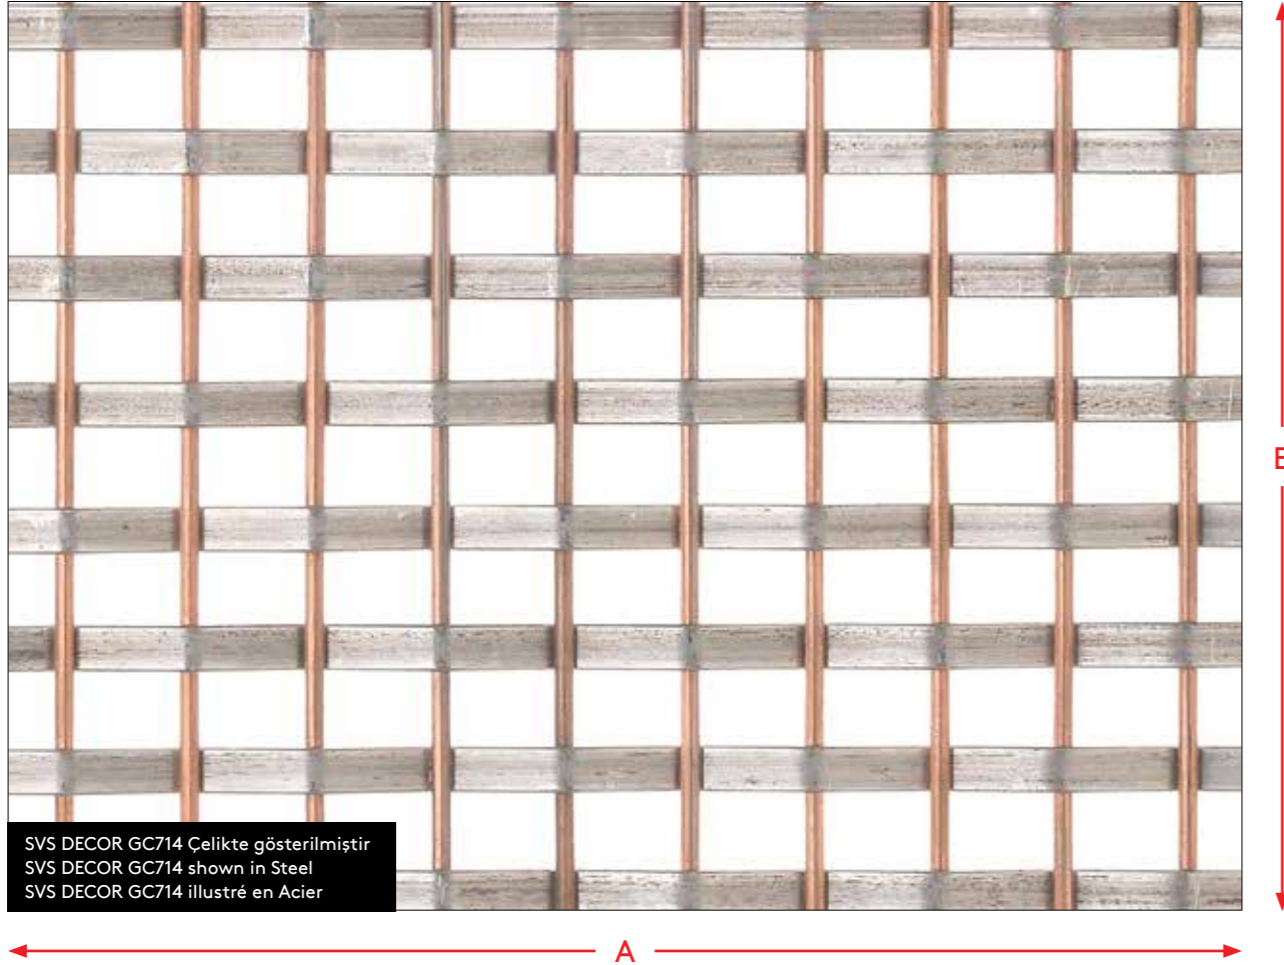 SVS DECOR GC714 Çelikte gösterilmiştir
SVS DECOR GC714 shown in Steel
SVS DECOR GC714 illustré en Acier
A